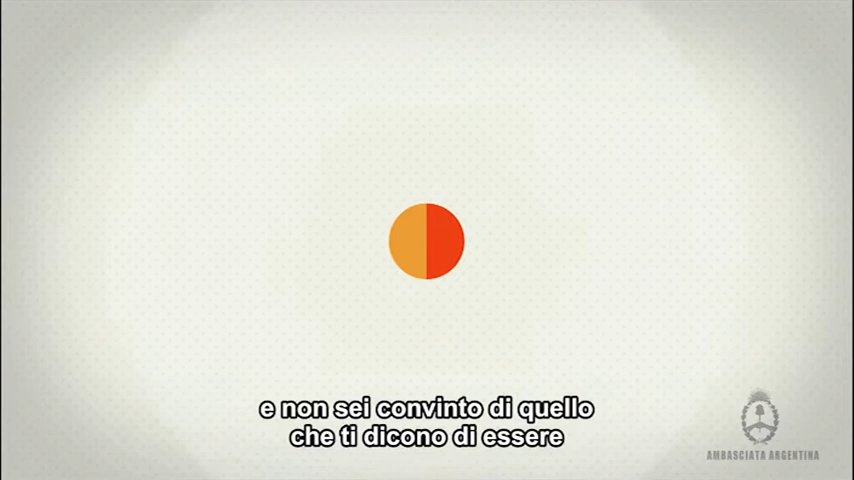 e non sei convinto di quello
che ti dicono di essere
AMBASCIATA ARGENTINA